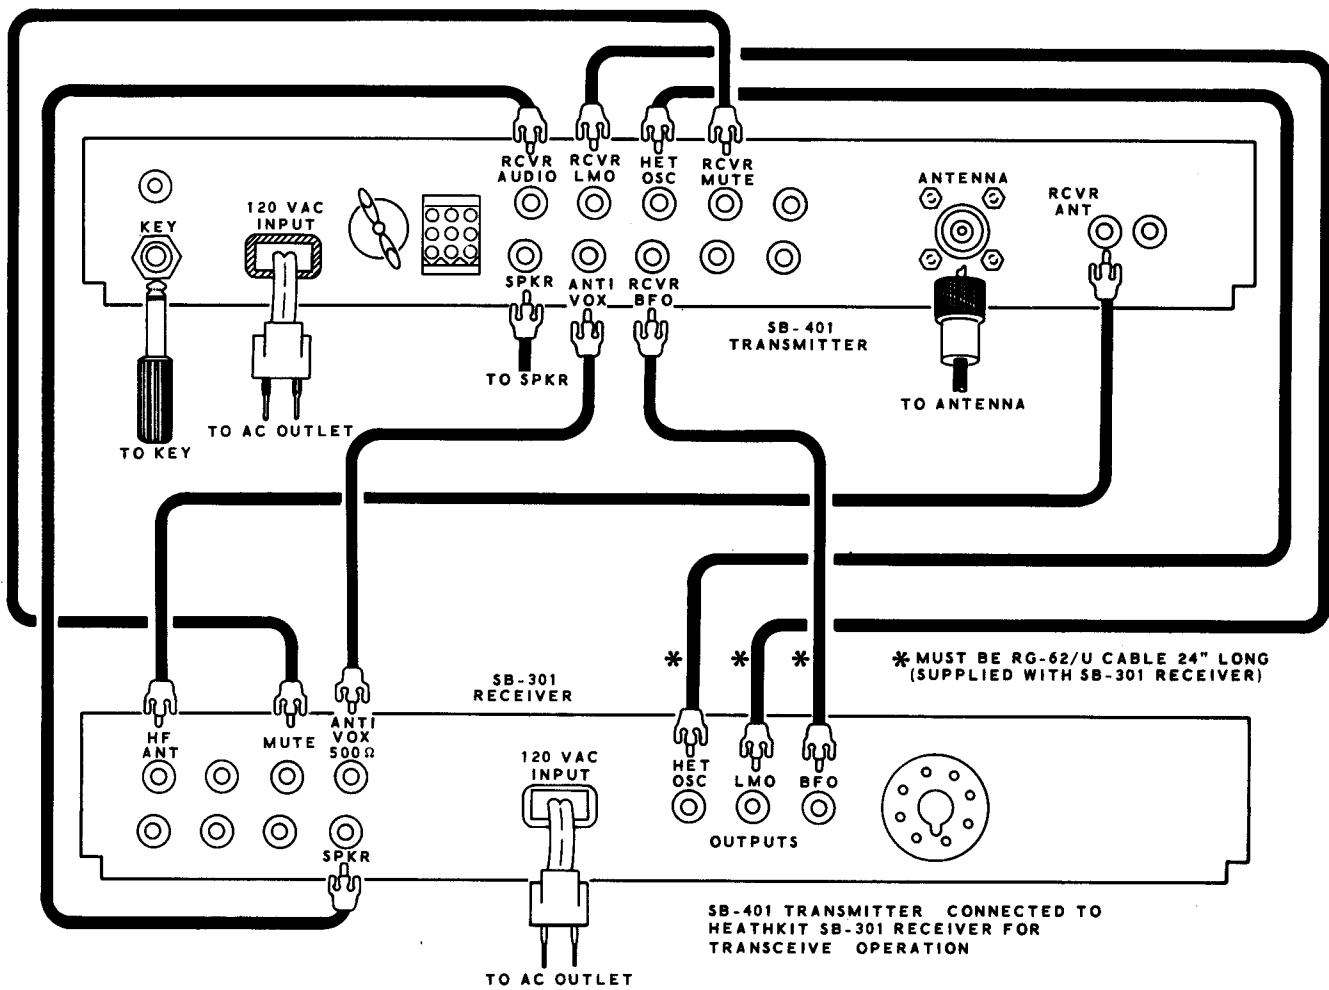 RCVR
AUDIO
RCVR
LMO
HET
OSC
RCVR
MUTE
ANTENNA
RCVR
ANT
KEY
120 VAC
INPUT
SPKR
ANTI
VOX
RCVR
BFO
SB-401
TRANSMITTER
TO SPKR
TO ANTENNA
TO AC OUTLET
TO KEY
* * * * MUST BE RG-62/U CABLE 24" LONG
(SUPPLIED WITH SB-301 RECEIVER)
SB-301
RECEIVER
HF
ANT
MUTE
ANTI
VOX
500Ω
120 VAC
INPUT
HET
OSC
LMO
BFO
OUTPUTS
SPKR
SB-401 TRANSMITTER CONNECTED TO
HEATHKIT SB-301 RECEIVER FOR
TRANSCEIVE OPERATION
TO AC OUTLET